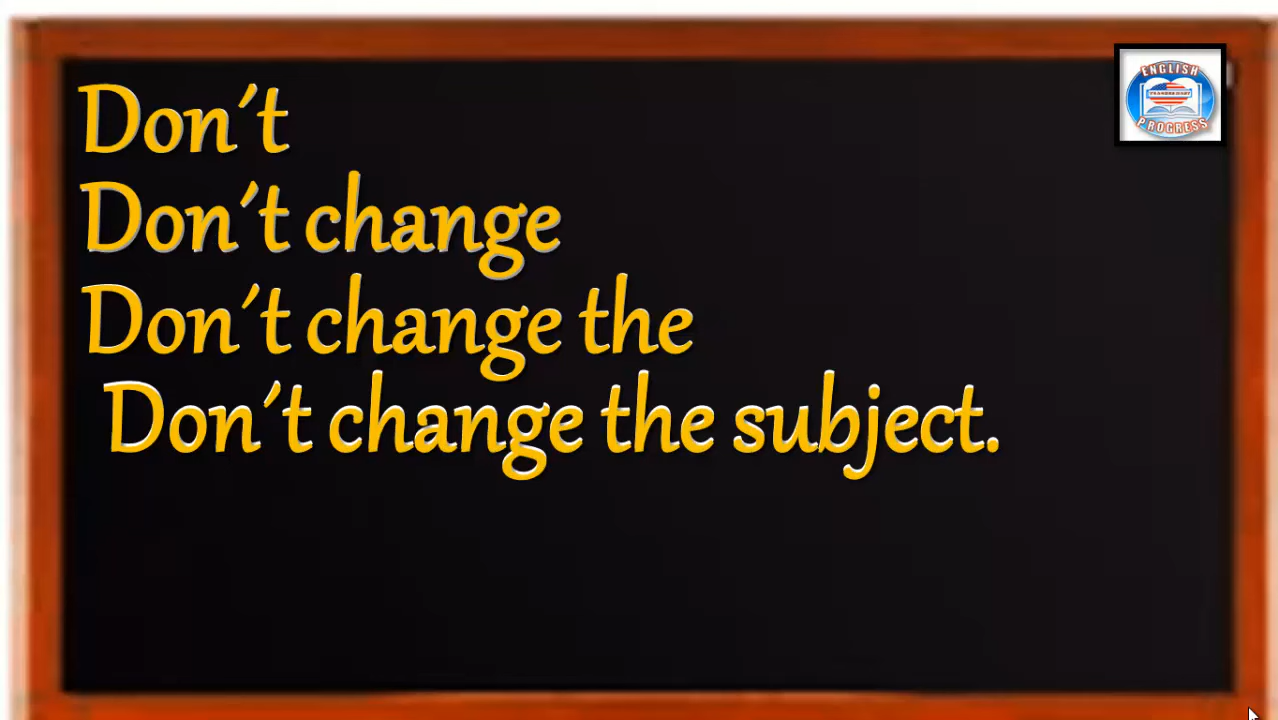 Don´t
Don´t change
Don´t change the
Don´t change the subject.
ENGLISH
PROGRESS